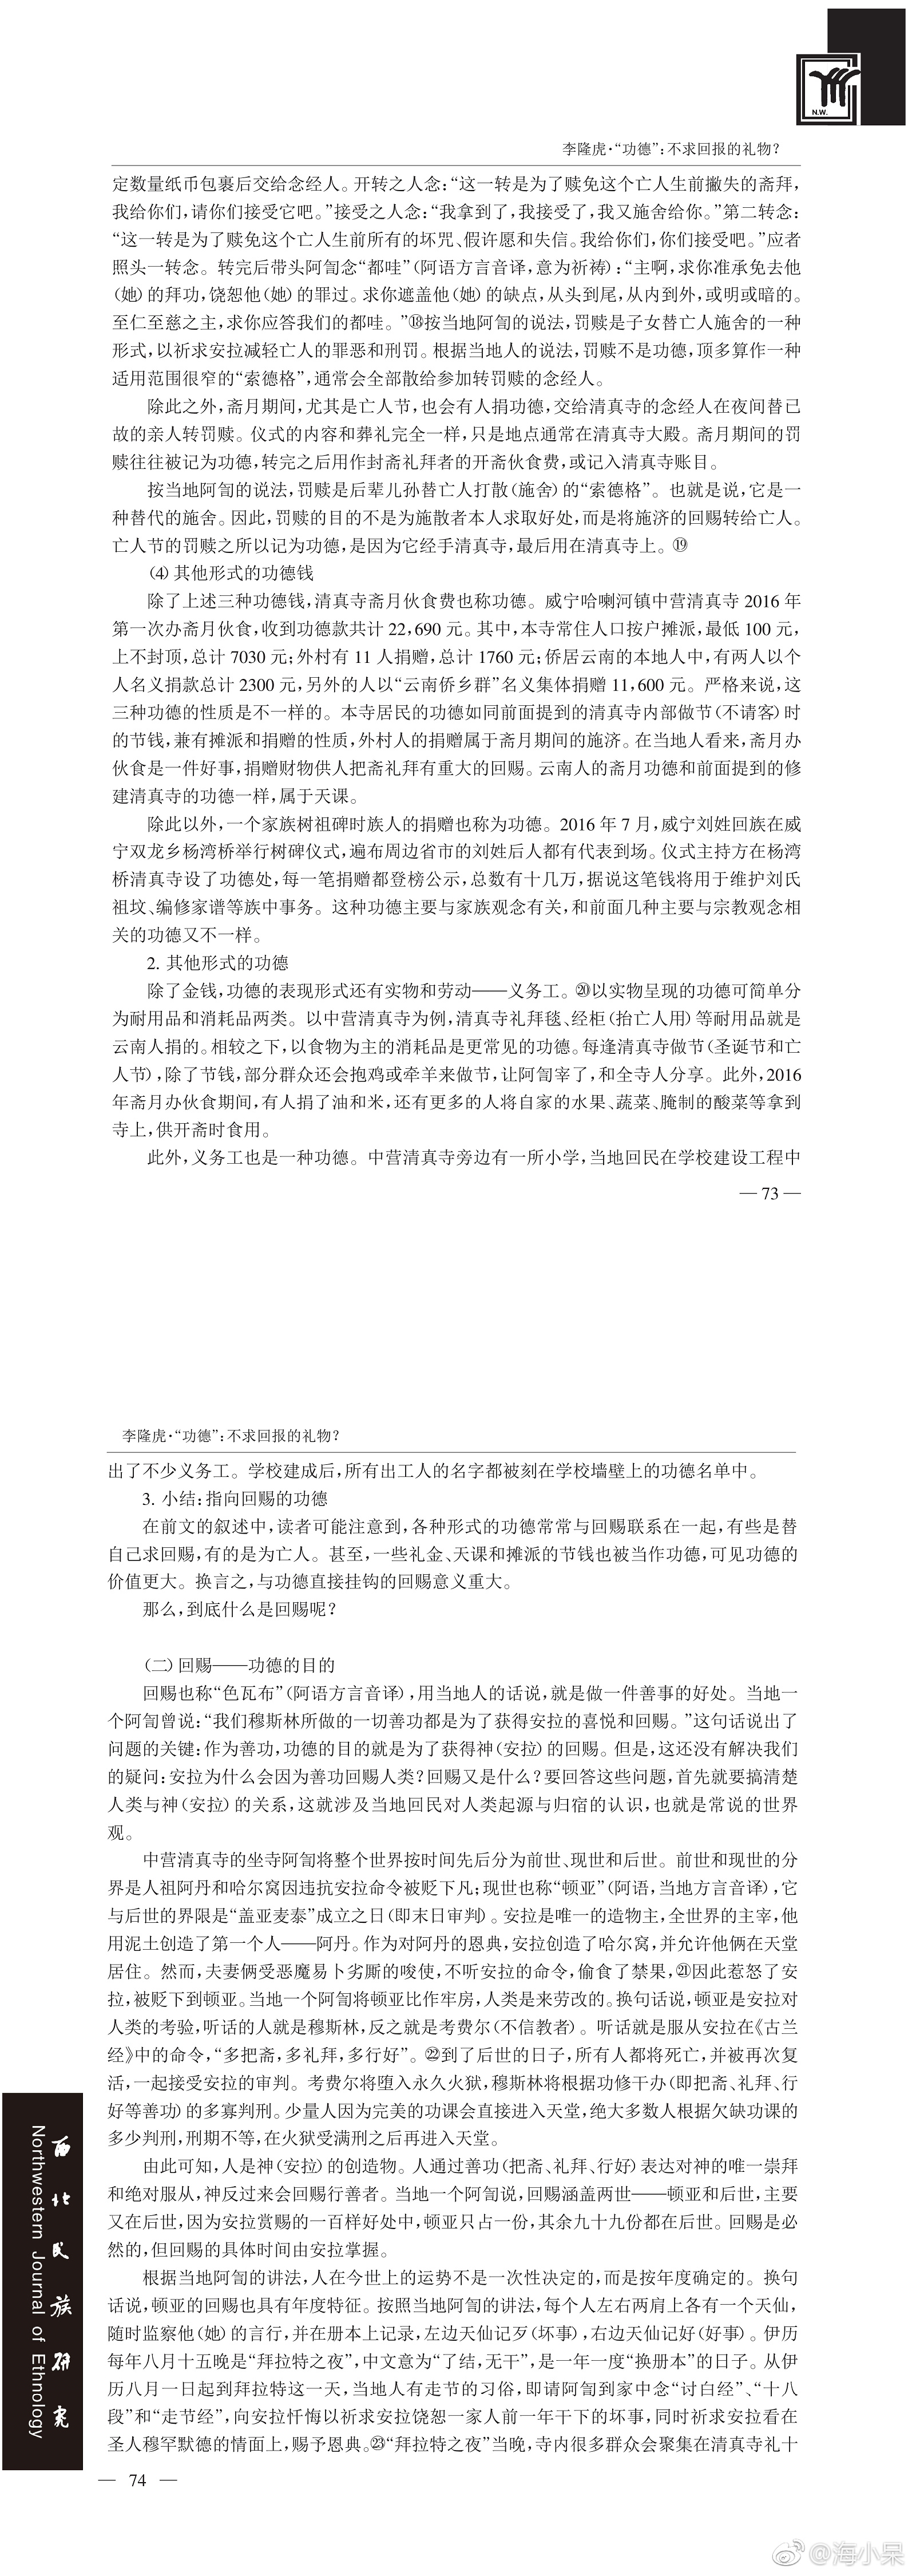 N.W.
李隆虎·“功德”:不求回报的礼物?
定数量纸币包裹后交给念经人。开转之人念:“这一转是为了赎免这个亡人生前撇失的斋拜,
我给你们,请你们接受它吧。”接受之人念:“我拿到了,我接受了,我又施舍给你。”第二转念:
“这一转是为了赎免这个亡人生前所有的坏咒、假许愿和失信。我给你们,你们接受吧。”应者
照头一转念。转完后带头阿訇念“都哇”(阿语方言音译,意为祈祷):“主啊,求你准承免去他
(她)的拜功,饶恕他(她)的罪过。求你遮盖他(她)的缺点,从头到尾,从内到外,或明或暗的。
至仁至慈之主,求你应答我们的都哇。”⑱按当地阿訇的说法,罚赎是子女替亡人施舍的一种
形式,以祈求安拉减轻亡人的罪恶和刑罚。根据当地人的说法,罚赎不是功德,顶多算作一种
适用范围很窄的“索德格”,通常会全部散给参加转罚赎的念经人。
除此之外,斋月期间,尤其是亡人节,也会有人捐功德,交给清真寺的念经人在夜间替已
故的亲人转罚赎。仪式的内容和葬礼完全一样,只是地点通常在清真寺大殿。斋月期间的罚
赎往往被记为功德,转完之后用作封斋礼拜者的开斋伙食费,或记入清真寺账目。
按当地阿訇的说法,罚赎是后辈儿孙替亡人打散(施舍)的“索德格”。也就是说,它是一
种替代的施舍。因此,罚赎的目的不是为施散者本人求取好处,而是将施济的回赐转给亡人。
亡人节的罚赎之所以记为功德,是因为它经手清真寺,最后用在清真寺上。⑲
(4)其他形式的功德钱
除了上述三种功德钱,清真寺斋月伙食费也称功德。威宁哈喇河镇中营清真寺 2016 年
第一次办斋月伙食,收到功德款共计 22,690 元。其中,本寺常住人口按户摊派,最低 100 元,
上不封顶,总计 7030 元;外村有 11 人捐赠,总计 1760 元;侨居云南的本地人中,有两人以个
人名义捐款总计 2300 元,另外的人以“云南侨乡群”名义集体捐赠 11,600 元。严格来说,这
三种功德的性质是不一样的。本寺居民的功德如同前面提到的清真寺内部做节(不请客)时
的节钱,兼有摊派和捐赠的性质,外村人的捐赠属于斋月期间的施济。在当地人看来,斋月办
伙食是一件好事,捐赠财物供人把斋礼拜有重大的回赐。云南人的斋月功德和前面提到的修
建清真寺的功德一样,属于天课。
除此以外,一个家族树祖碑时族人的捐赠也称为功德。2016 年 7 月,威宁刘姓回族在威
宁双龙乡杨湾桥举行树碑仪式,遍布周边省市的刘姓后人都有代表到场。仪式主持方在杨湾
桥清真寺设了功德处,每一笔捐赠都登榜公示,总数有十几万,据说这笔钱将用于维护刘氏
祖坟、编修家谱等族中事务。这种功德主要与家族观念有关,和前面几种主要与宗教观念相
关的功德又不一样。
2. 其他形式的功德
除了金钱,功德的表现形式还有实物和劳动——义务工。⑳以实物呈现的功德可简单分
为耐用品和消耗品两类。以中营清真寺为例,清真寺礼拜毯、经柜(抬亡人用)等耐用品就是
云南人捐的。相较之下,以食物为主的消耗品是更常见的功德。每逢清真寺做节(圣诞节和亡
人节),除了节钱,部分群众还会抱鸡或牵羊来做节,让阿訇宰了,和全寺人分享。此外,2016
年斋月办伙食期间,有人捐了油和米,还有更多的人将自家的水果、蔬菜、腌制的酸菜等拿到
寺上,供开斋时食用。
此外,义务工也是一种功德。中营清真寺旁边有一所小学,当地回民在学校建设工程中
— 73 —
李隆虎·“功德”:不求回报的礼物?
出了不少义务工。学校建成后,所有出工人的名字都被刻在学校墙壁上的功德名单中。
3. 小结:指向回赐的功德
在前文的叙述中,读者可能注意到,各种形式的功德常常与回赐联系在一起,有些是替
自己求回赐,有的是为亡人。甚至,一些礼金、天课和摊派的节钱也被当作功德,可见功德的
价值更大。换言之,与功德直接挂钩的回赐意义重大。
那么,到底什么是回赐呢?
(二)回赐——功德的目的
回赐也称“色瓦布”(阿语方言音译),用当地人的话说,就是做一件善事的好处。当地一
个阿訇曾说:“我们穆斯林所做的一切善功都是为了获得安拉的喜悦和回赐。”这句话说出了
问题的关键:作为善功,功德的目的就是为了获得神(安拉)的回赐。但是,这还没有解决我们
的疑问:安拉为什么会因为善功回赐人类?回赐又是什么?要回答这些问题,首先就要搞清楚
人类与神(安拉)的关系,这就涉及当地回民对人类起源与归宿的认识,也就是常说的世界
观。
中营清真寺的坐寺阿訇将整个世界按时间先后分为前世、现世和后世。前世和现世的分
界是人祖阿丹和哈尔窝因违抗安拉命令被贬下凡;现世也称“顿亚”(阿语,当地方言音译),它
与后世的界限是“盖亚麦泰”成立之日(即末日审判)。安拉是唯一的造物主,全世界的主宰,他
用泥土创造了第一个人——阿丹。作为对阿丹的恩典,安拉创造了哈尔窝,并允许他俩在天堂
居住。然而,夫妻俩受恶魔易卜劣厮的唆使,不听安拉的命令,偷食了禁果,㉑因此惹怒了安
拉,被贬下到顿亚。当地一个阿訇将顿亚比作牢房,人类是来劳改的。换句话说,顿亚是安拉对
人类的考验,听话的人就是穆斯林,反之就是考费尔(不信教者)。听话就是服从安拉在《古兰
经》中的命令,“多把斋,多礼拜,多行好”。㉒到了后世的日子,所有人都将死亡,并被再次复
活,一起接受安拉的审判。考费尔将堕入永久火狱,穆斯林将根据功修干办(即把斋、礼拜、行
好等善功)的多寡判刑。少量人因为完美的功课会直接进入天堂,绝大多数人根据欠缺功课的
多少判刑,刑期不等,在火狱受满刑之后再进入天堂。
由此可知,人是神(安拉)的创造物。人通过善功(把斋、礼拜、行好)表达对神的唯一崇拜
和绝对服从,神反过来会回赐行善者。当地一个阿訇说,回赐涵盖两世——顿亚和后世,主要
又在后世,因为安拉赏赐的一百样好处中,顿亚只占一份,其余九十九份都在后世。回赐是必
然的,但回赐的具体时间由安拉掌握。
根据当地阿訇的讲法,人在今世上的运势不是一次性决定的,而是按年度确定的。换句
话说,顿亚的回赐也具有年度特征。按照当地阿訇的讲法,每个人左右两肩上各有一个天仙,
随时监察他(她)的言行,并在册本上记录,左边天仙记歹(坏事),右边天仙记好(好事)。伊历
每年八月十五晚是“拜拉特之夜”,中文意为“了结,无干”,是一年一度“换册本”的日子。从伊
历八月一日起到拜拉特这一天,当地人有走节的习俗,即请阿訇到家中念“讨白经”、“十八
段”和“走节经”,向安拉忏悔以祈求安拉饶恕一家人前一年干下的坏事,同时祈求安拉看在
圣人穆罕默德的情面上,赐予恩典。㉓“拜拉特之夜”当晚,寺内很多群众会聚集在清真寺礼十
— 74 —
西北民族研究
Northwestern Journal of Ethnology
@海小呆